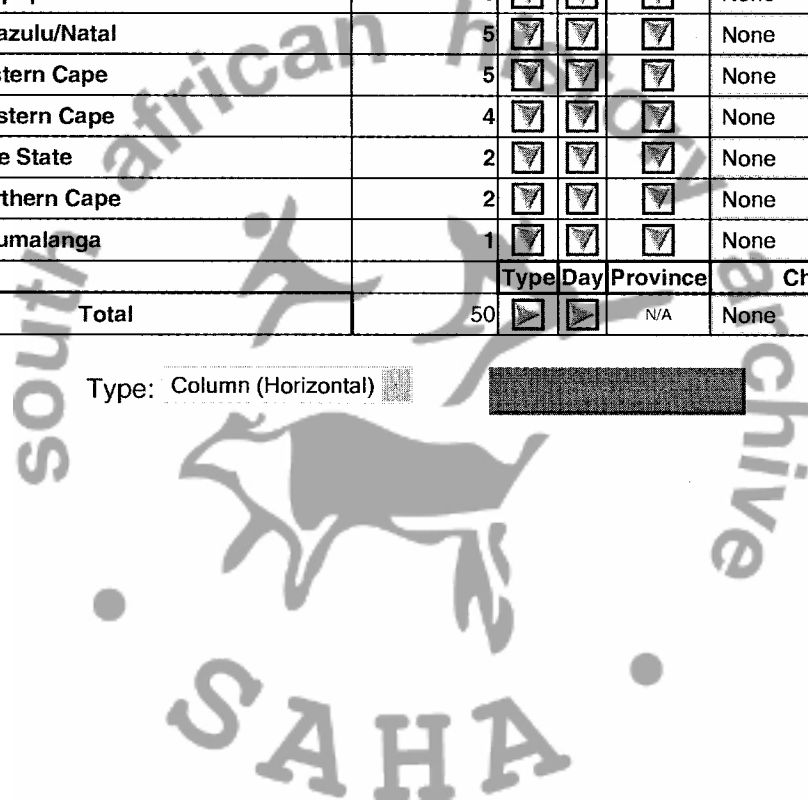 azulu/Natal 5 None
stern Cape 5 None
stern Cape 4 None
e State 2 None
thern Cape 2 None
umalanga 1 None
Type Day Province Ch
Total 50 N/A None
Type: Column (Horizontal)
south african history archive
SAHA